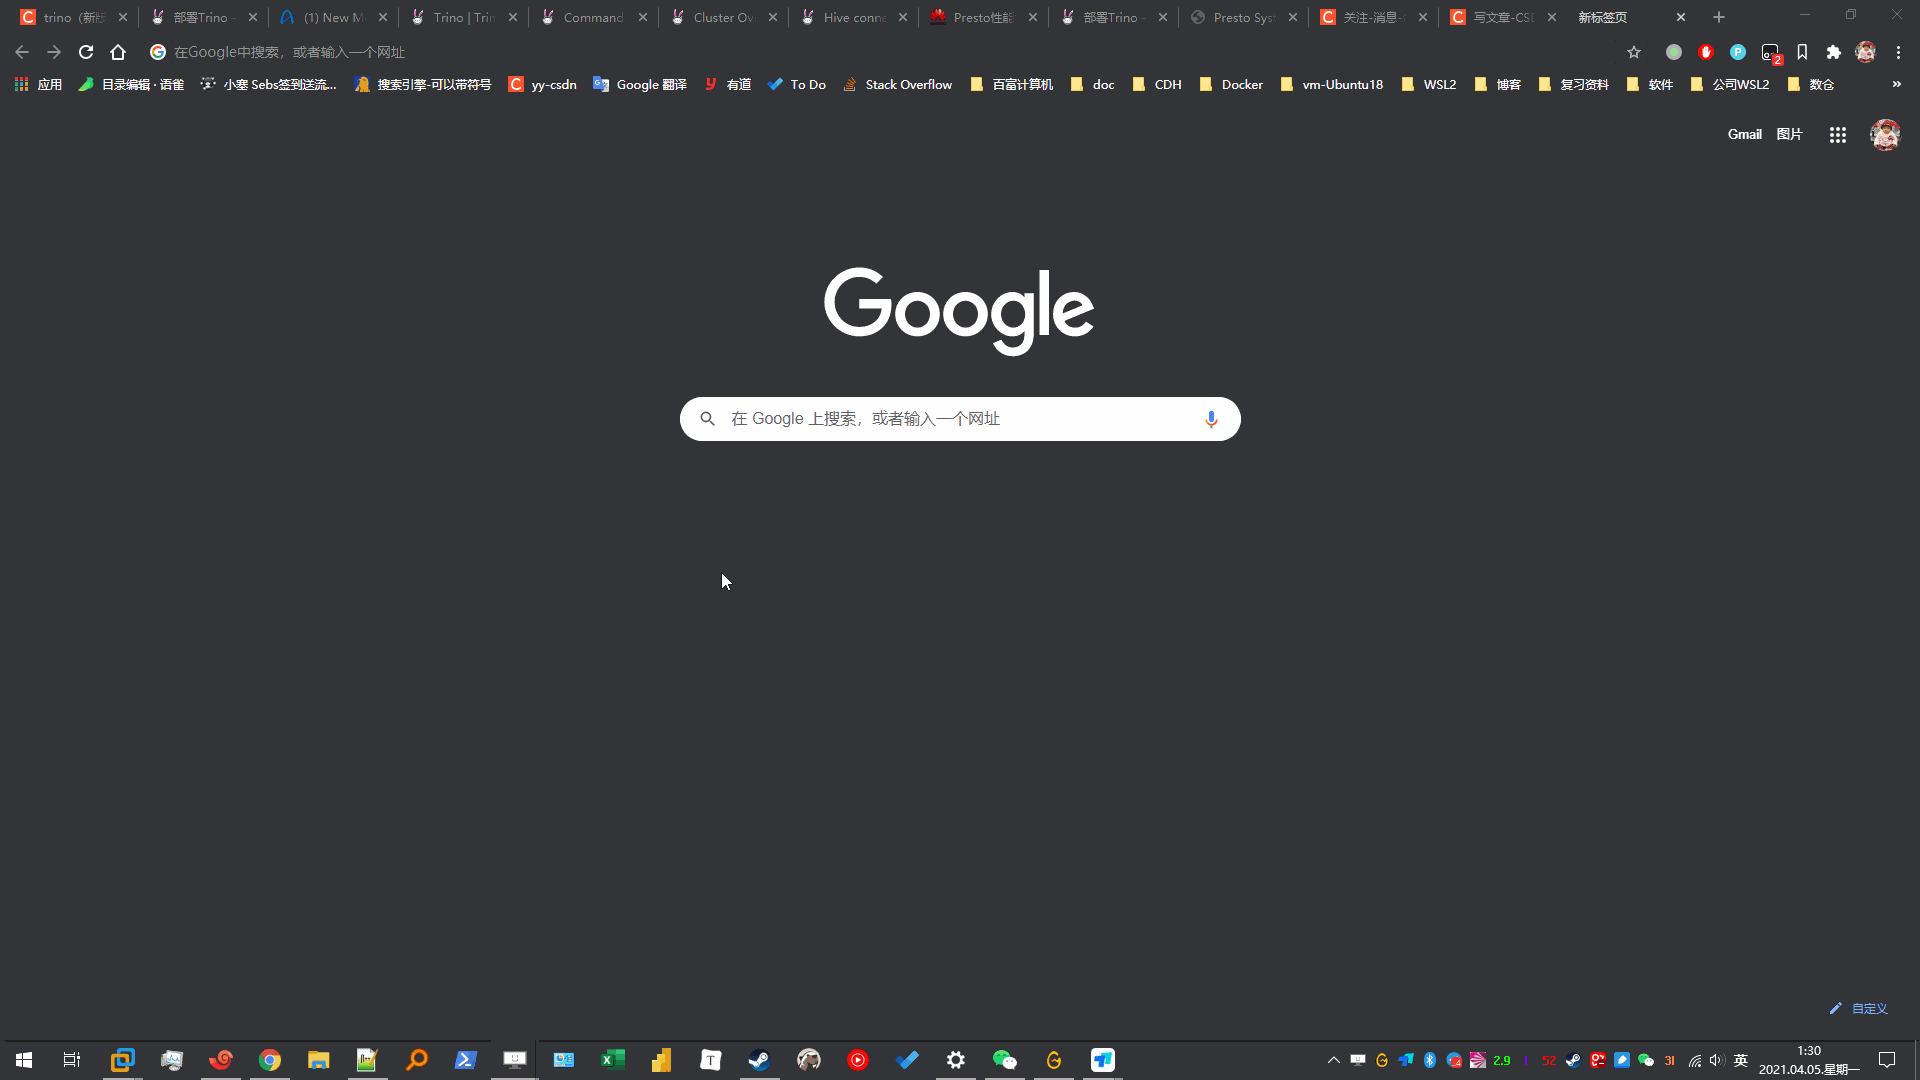 trino（新版
部署Trino -
(1) New M
Trino | Trin
Command
Cluster Ov
Hive conne
Presto性能
部署Trino -
Presto Syst
关注-消息-C
写文章-CSD
新标签页
在Google中搜索，或者输入一个网址
2
应用
目录编辑 · 语雀
小塞 Sebs签到送流...
搜索引擎-可以带符号
yy-csdn
Google 翻译
有道
To Do
Stack Overflow
百富计算机
doc
CDH
Docker
vm-Ubuntu18
WSL2
博客
复习资料
软件
公司WSL2
数仓
»
Gmail
图片
Google
在 Google 上搜索，或者输入一个网址
自定义
2.9
52
英
1:30
2021.04.05.星期一